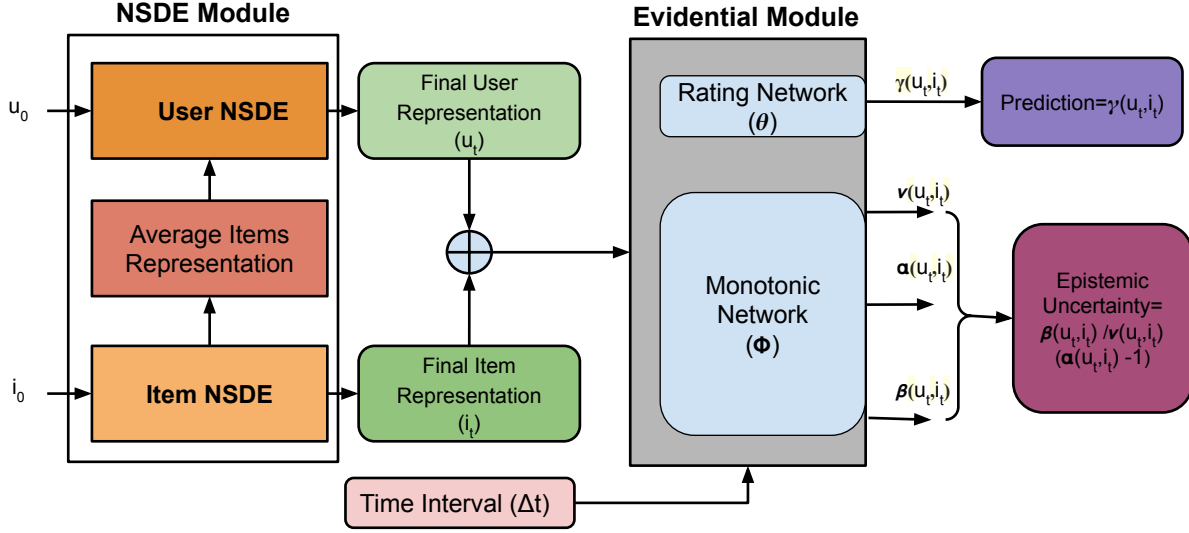 NSDE Module
Evidential Module
u₀
User NSDE
Average Items
Representation
i₀
Item NSDE
Final User
Representation
(uₜ)
Final Item
Representation
(iₜ)
Time Interval (Δt)
Rating Network
(θ)
Monotonic
Network
(Φ)
γ(uₜ,iₜ)
Prediction=γ(uₜ,iₜ)
ν(uₜ,iₜ)
α(uₜ,iₜ)
β(uₜ,iₜ)
Epistemic
Uncertainty=
β(uₜ,iₜ) /ν(uₜ,iₜ)
(α(uₜ,iₜ) -1)